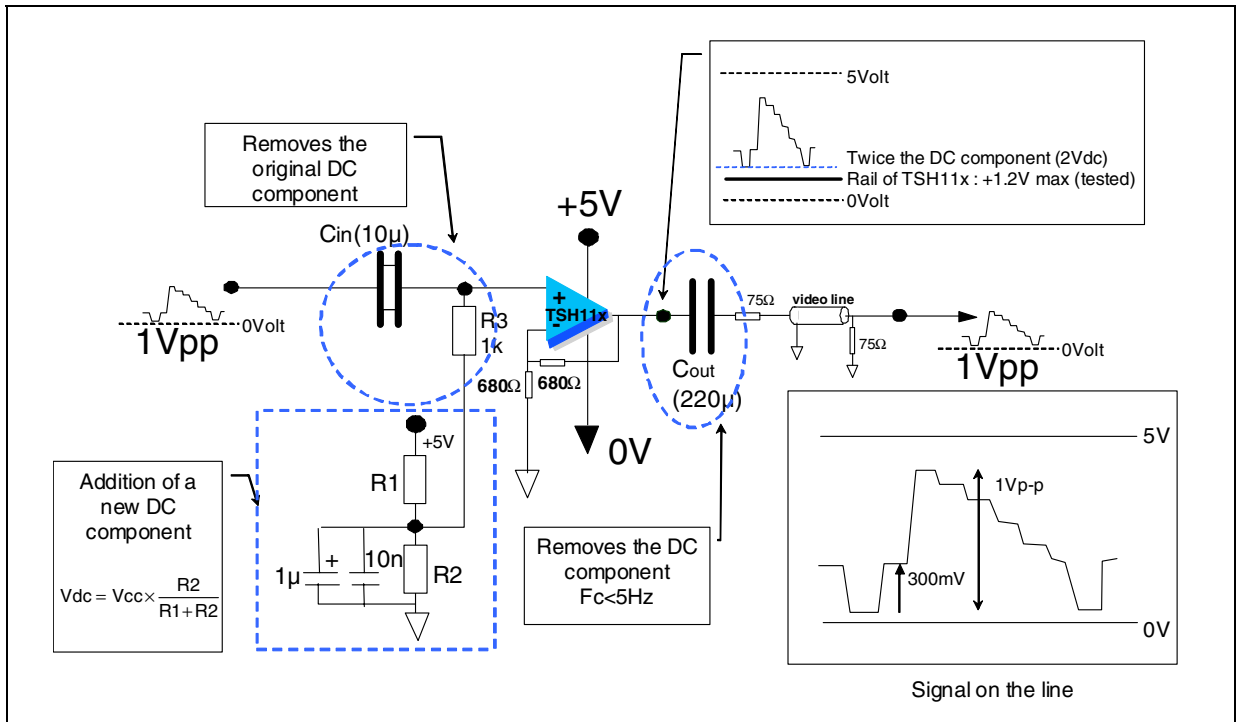 5Volt
Twice the DC component (2Vdc)
Rail of TSH11x : +1.2V max (tested)
0Volt
Removes the
original DC
component
+5V
Cin(10µ)
0Volt
1Vpp
R3
1k
+
-
TSH11x
680Ω
680Ω
0V
Cout
(220µ)
75Ω
video line
75Ω
0Volt
1Vpp
Addition of a
new DC
component
Vdc = Vcc × R2
R1+R2
+5V
R1
1µ
+
10n
R2
Removes the DC
component
Fc<5Hz
5V
1Vp-p
300mV
0V
Signal on the line